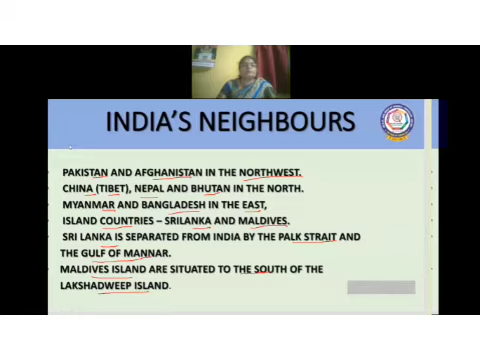 INDIA'S NEIGHBOURS
PAKISTAN AND AFGHANISTAN IN THE NORTHWEST.
CHINA (TIBET), NEPAL AND BHUTAN IN THE NORTH.
MYANMAR AND BANGLADESH IN THE EAST,
ISLAND COUNTRIES – SRILANKA AND MALDIVES.
SRI LANKA IS SEPARATED FROM INDIA BY THE PALK STRAIT AND
THE GULF OF MANNAR.
MALDIVES ISLAND ARE SITUATED TO THE SOUTH OF THE
LAKSHADWEEP ISLAND.